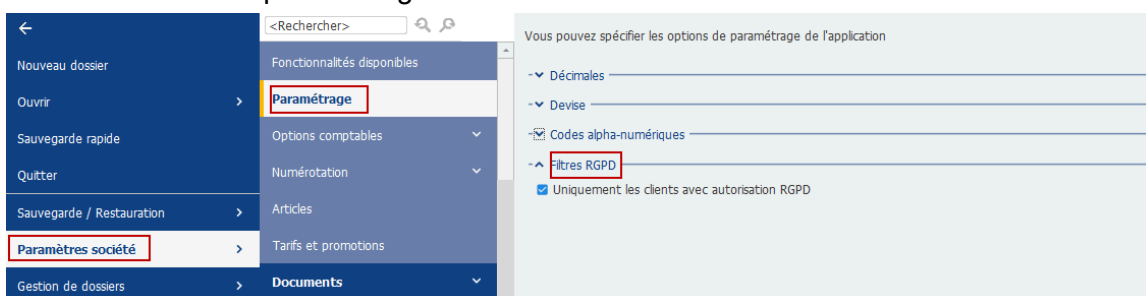 <Rechercher>
Nouveau dossier
Ouvrir
Sauvegarde rapide
Quitter
Sauvegarde / Restauration
Paramètres société
Gestion de dossiers
Fonctionnalités disponibles
Paramétrage
Options comptables
Numérotation
Articles
Tarifs et promotions
Documents
Vous pouvez spécifier les options de paramétrage de l'application
Décimales
Devise
Codes alpha-numériques
Filtres RGPD
Uniquement les clients avec autorisation RGPD